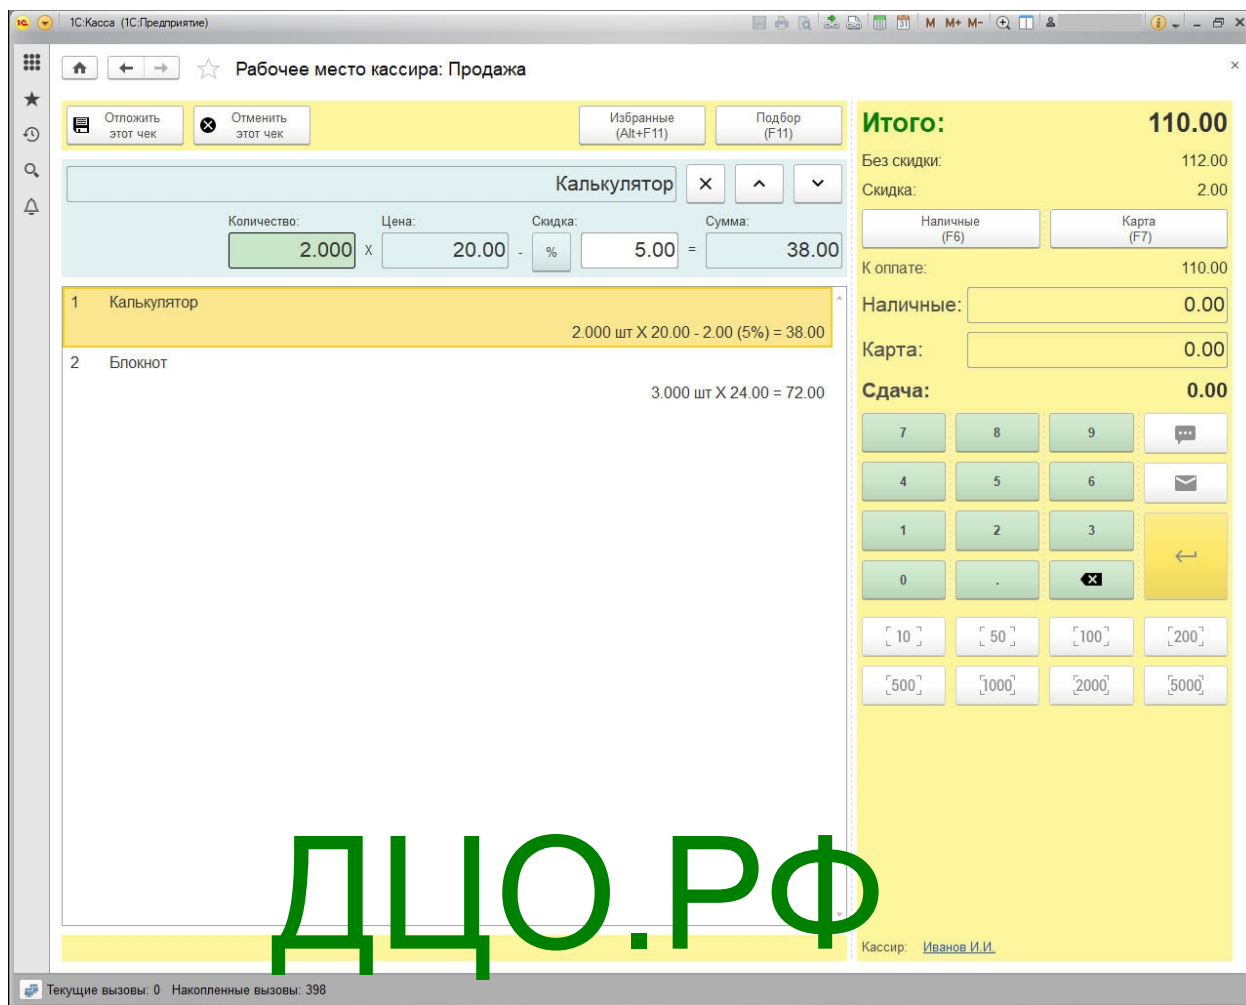 1С:Касса (1С:Предприятие)
M M+ M-
Рабочее место кассира: Продажа
Отложить этот чек
Отменить этот чек
Избранные (Alt+F11)
Подбор (F11)
Калькулятор
Количество: Цена: Скидка: Сумма:
2.000 X 20.00 - % 5.00 = 38.00
1 Калькулятор
2.000 шт X 20.00 - 2.00 (5%) = 38.00
2 Блокнот
3.000 шт X 24.00 = 72.00
Итого: 110.00
Без скидки: 112.00
Скидка: 2.00
Наличные (F6)
Карта (F7)
К оплате: 110.00
Наличные: 0.00
Карта: 0.00
Сдача: 0.00
7 8 9
4 5 6
1 2 3
0 .
10 50 100 200
500 1000 2000 5000
ДЦО.РФ
Кассир: Иванов И.И.
Текущие вызовы: 0 Накопленные вызовы: 398